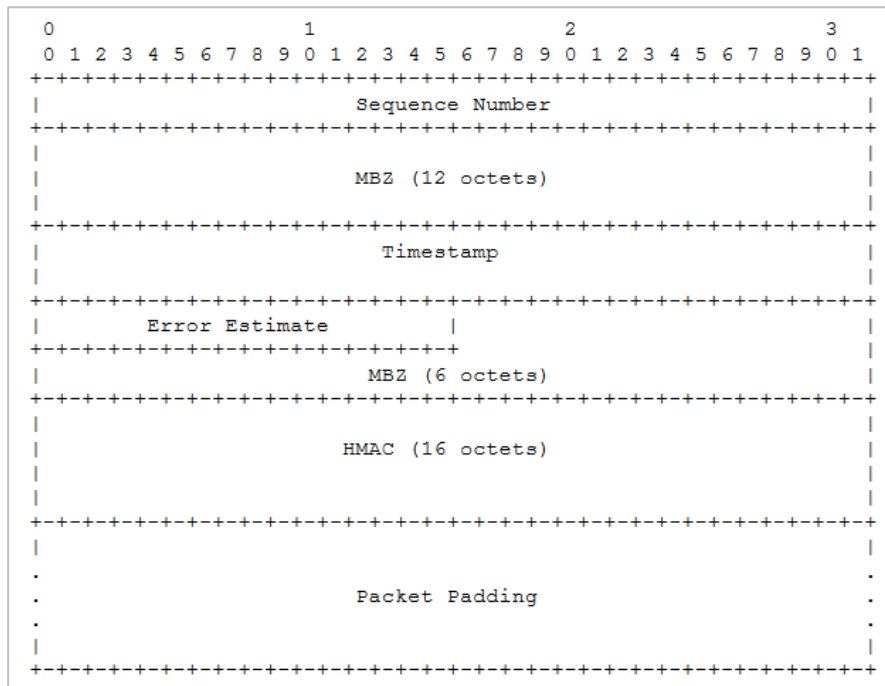 0                   1                   2                   3
0 1 2 3 4 5 6 7 8 9 0 1 2 3 4 5 6 7 8 9 0 1 2 3 4 5 6 7 8 9 0 1
+-+-+-+-+-+-+-+-+-+-+-+-+-+-+-+-+-+-+-+-+-+-+-+-+-+-+-+-+-+-+-+-+
|                        Sequence Number                        |
+-+-+-+-+-+-+-+-+-+-+-+-+-+-+-+-+-+-+-+-+-+-+-+-+-+-+-+-+-+-+-+-+
|                                                               |
|                        MBZ (12 octets)                        |
|                                                               |
+-+-+-+-+-+-+-+-+-+-+-+-+-+-+-+-+-+-+-+-+-+-+-+-+-+-+-+-+-+-+-+-+
|                          Timestamp                            |
|                                                               |
+-+-+-+-+-+-+-+-+-+-+-+-+-+-+-+-+-+-+-+-+-+-+-+-+-+-+-+-+-+-+-+-+
|        Error Estimate         |                               |
+-+-+-+-+-+-+-+-+-+-+-+-+-+-+-+-+                               |
|                         MBZ (6 octets)                        |
+-+-+-+-+-+-+-+-+-+-+-+-+-+-+-+-+-+-+-+-+-+-+-+-+-+-+-+-+-+-+-+-+
|                                                               |
|                       HMAC (16 octets)                        |
|                                                               |
|                                                               |
+-+-+-+-+-+-+-+-+-+-+-+-+-+-+-+-+-+-+-+-+-+-+-+-+-+-+-+-+-+-+-+-+
|                                                               |
.                                                               .
.                        Packet Padding                         .
.                                                               .
|                                                               |
+-+-+-+-+-+-+-+-+-+-+-+-+-+-+-+-+-+-+-+-+-+-+-+-+-+-+-+-+-+-+-+-+